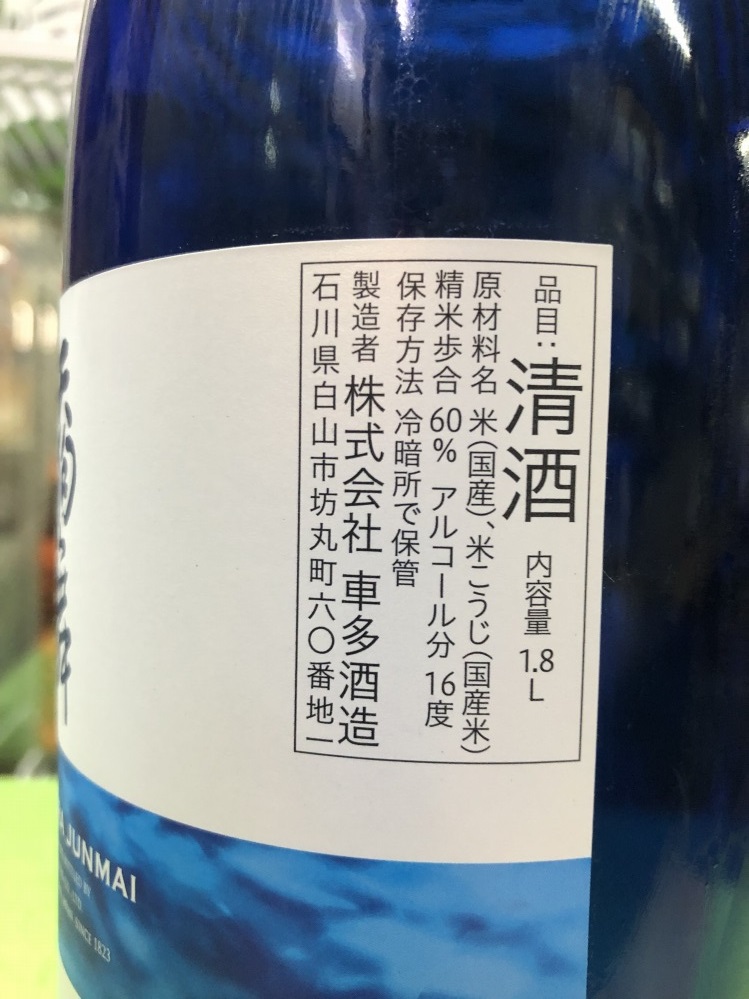 品目:清酒 内容量 1.8L
原材料名 米(国産)、米こうじ(国産米)
精米歩合 60% アルコール分 16度
保存方法 冷暗所で保管
製造者 株式会社 車多酒造
石川県白山市坊丸町六〇番地一
JUNMAI
SINCE 1823